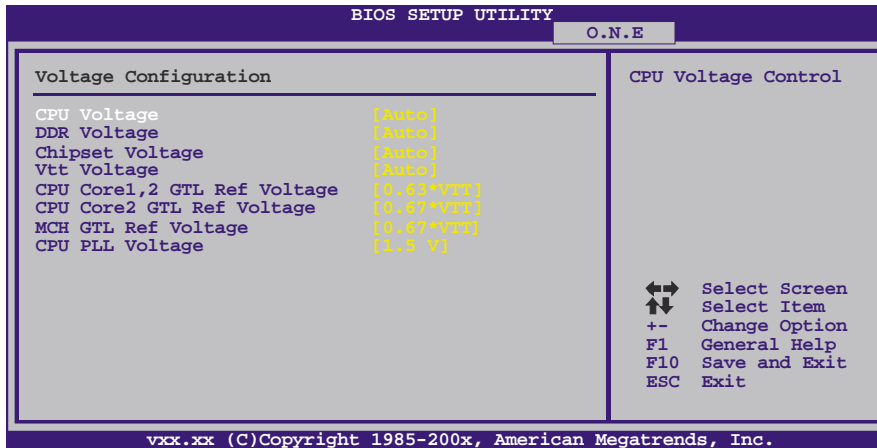 BIOS SETUP UTILITY
O.N.E
Voltage Configuration
CPU Voltage [Auto]
DDR Voltage [Auto]
Chipset Voltage [Auto]
Vtt Voltage [Auto]
CPU Core1,2 GTL Ref Voltage [0.63*VTT]
CPU Core2 GTL Ref Voltage [0.67*VTT]
MCH GTL Ref Voltage [0.67*VTT]
CPU PLL Voltage [1.5 V]
CPU Voltage Control
Select Screen
Select Item
+- Change Option
F1 General Help
F10 Save and Exit
ESC Exit
vxx.xx (C)Copyright 1985-200x, American Megatrends, Inc.